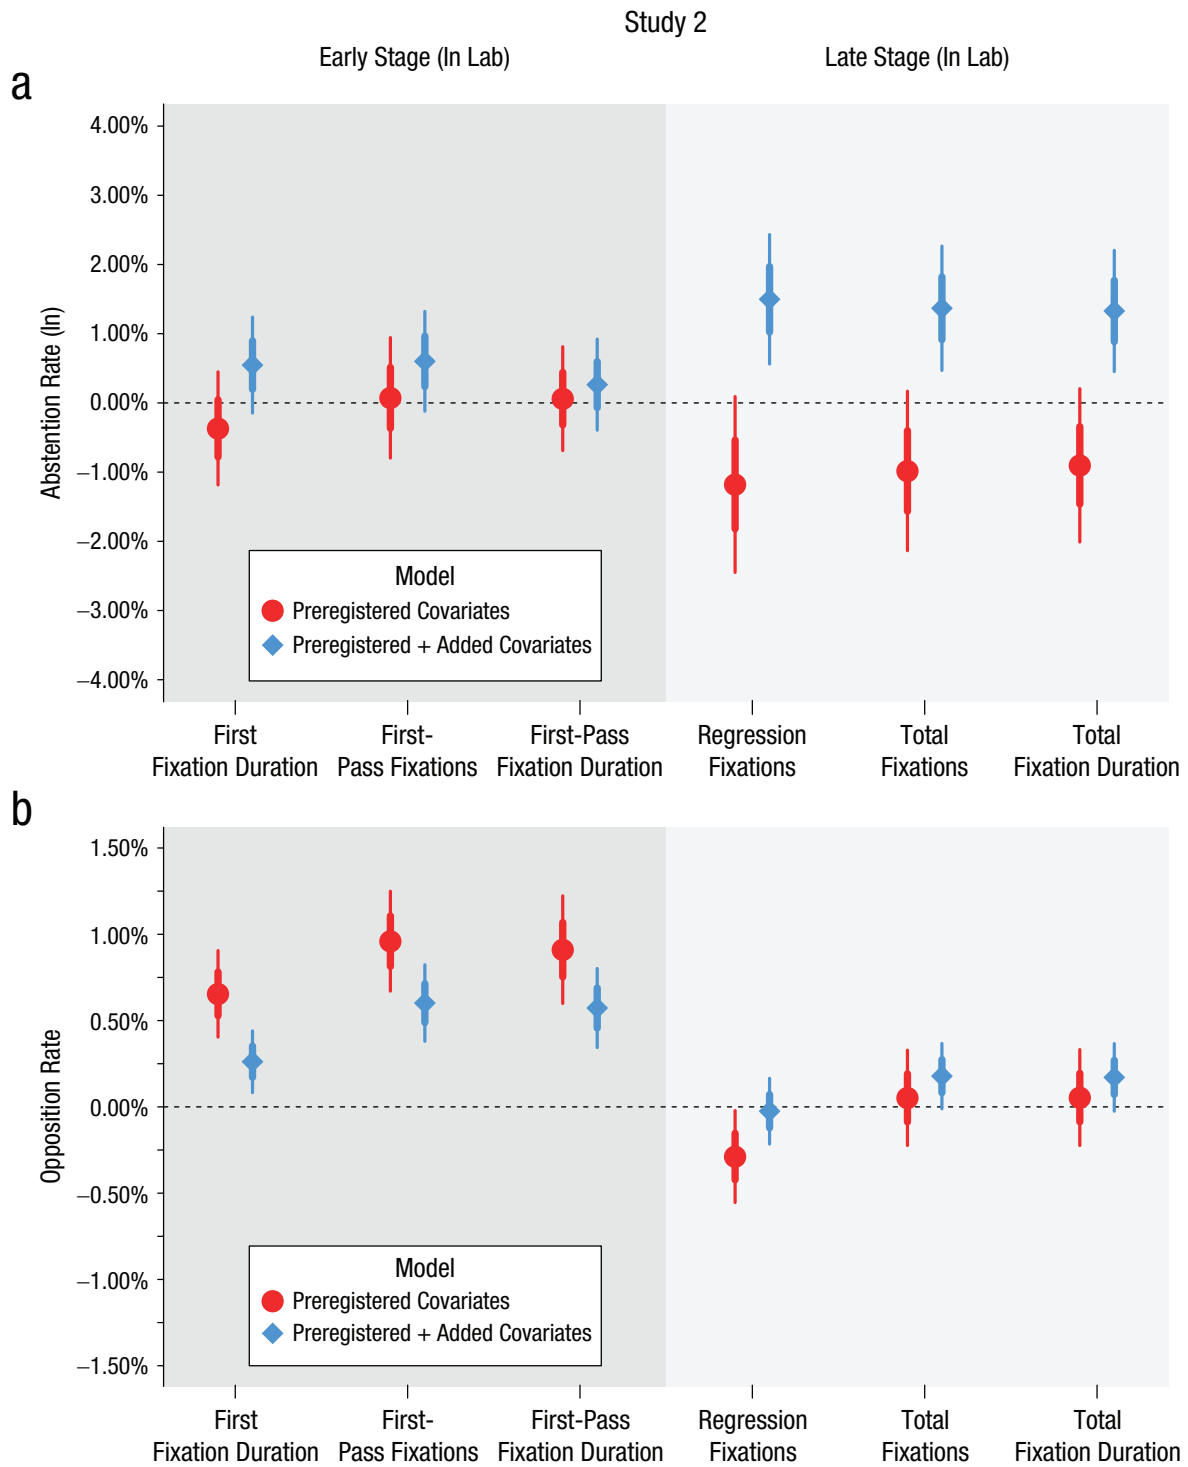 Study 2
Early Stage (In Lab)
Late Stage (In Lab)
a
4.00%
3.00%
2.00%
1.00%
0.00%
−1.00%
−2.00%
−3.00%
−4.00%
Abstention Rate (ln)
Model
Preregistered Covariates
Preregistered + Added Covariates
First
Fixation Duration
First-
Pass Fixations
First-Pass
Fixation Duration
Regression
Fixations
Total
Fixations
Total
Fixation Duration
b
1.50%
1.00%
0.50%
0.00%
−0.50%
−1.00%
−1.50%
Opposition Rate
Model
Preregistered Covariates
Preregistered + Added Covariates
First
Fixation Duration
First-
Pass Fixations
First-Pass
Fixation Duration
Regression
Fixations
Total
Fixations
Total
Fixation Duration